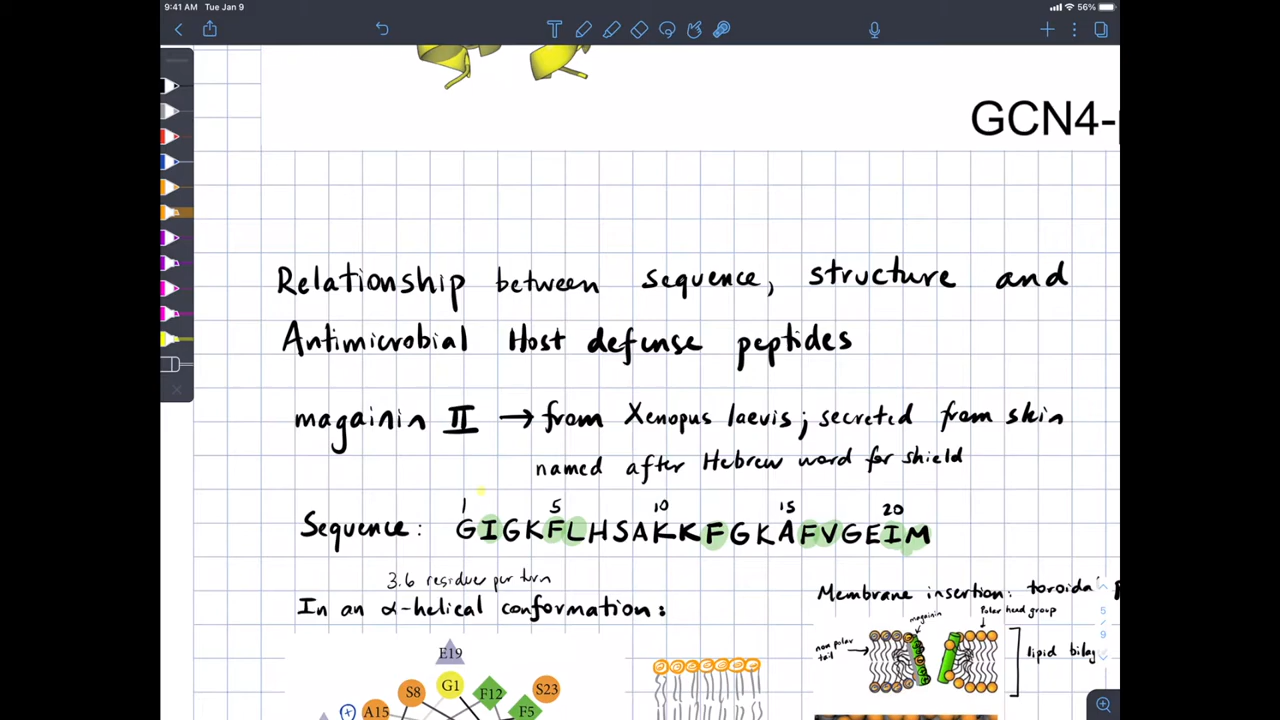 9:41 AM Tue Jan 9
56%
GCN4-
Relationship between sequence, structure and
Antimicrobial Host defense peptides
magainin II → from Xenopus laevis; secreted from skin
named after Hebrew word for shield
1 5 10 15 20
Sequence: GIGKFLHSAKKFGKAFVGEIM
3.6 residue per turn
In an α-helical conformation:
Membrane insertion: toroida
magainin
Polar head group
non polar
tail
lipid bilay
5
/
9
E19
S8 G1 F12 S23
+ A15 F5